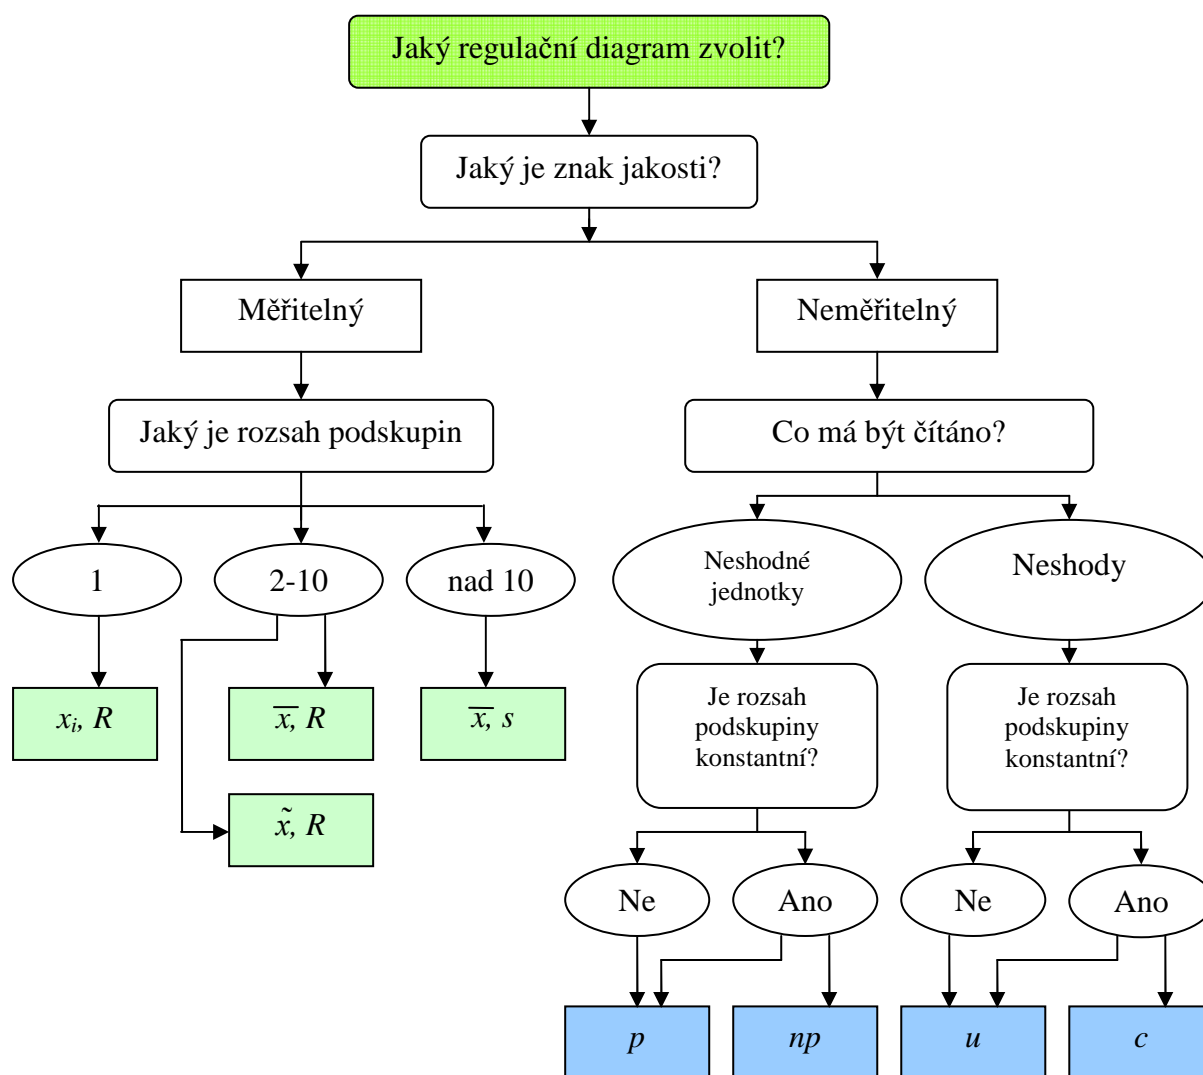 Jaký regulační diagram zvolit?
Jaký je znak jakosti?
Měřitelný
Neměřitelný
Jaký je rozsah podskupin
Co má být čítáno?
1
2-10
nad 10
Neshodné
jednotky
Neshody
x̅, R
x̅, s
xᵢ, R
x̃, R
Je rozsah
podskupiny
konstantní?
Je rozsah
podskupiny
konstantní?
Ne
Ano
Ne
Ano
p
np
u
c